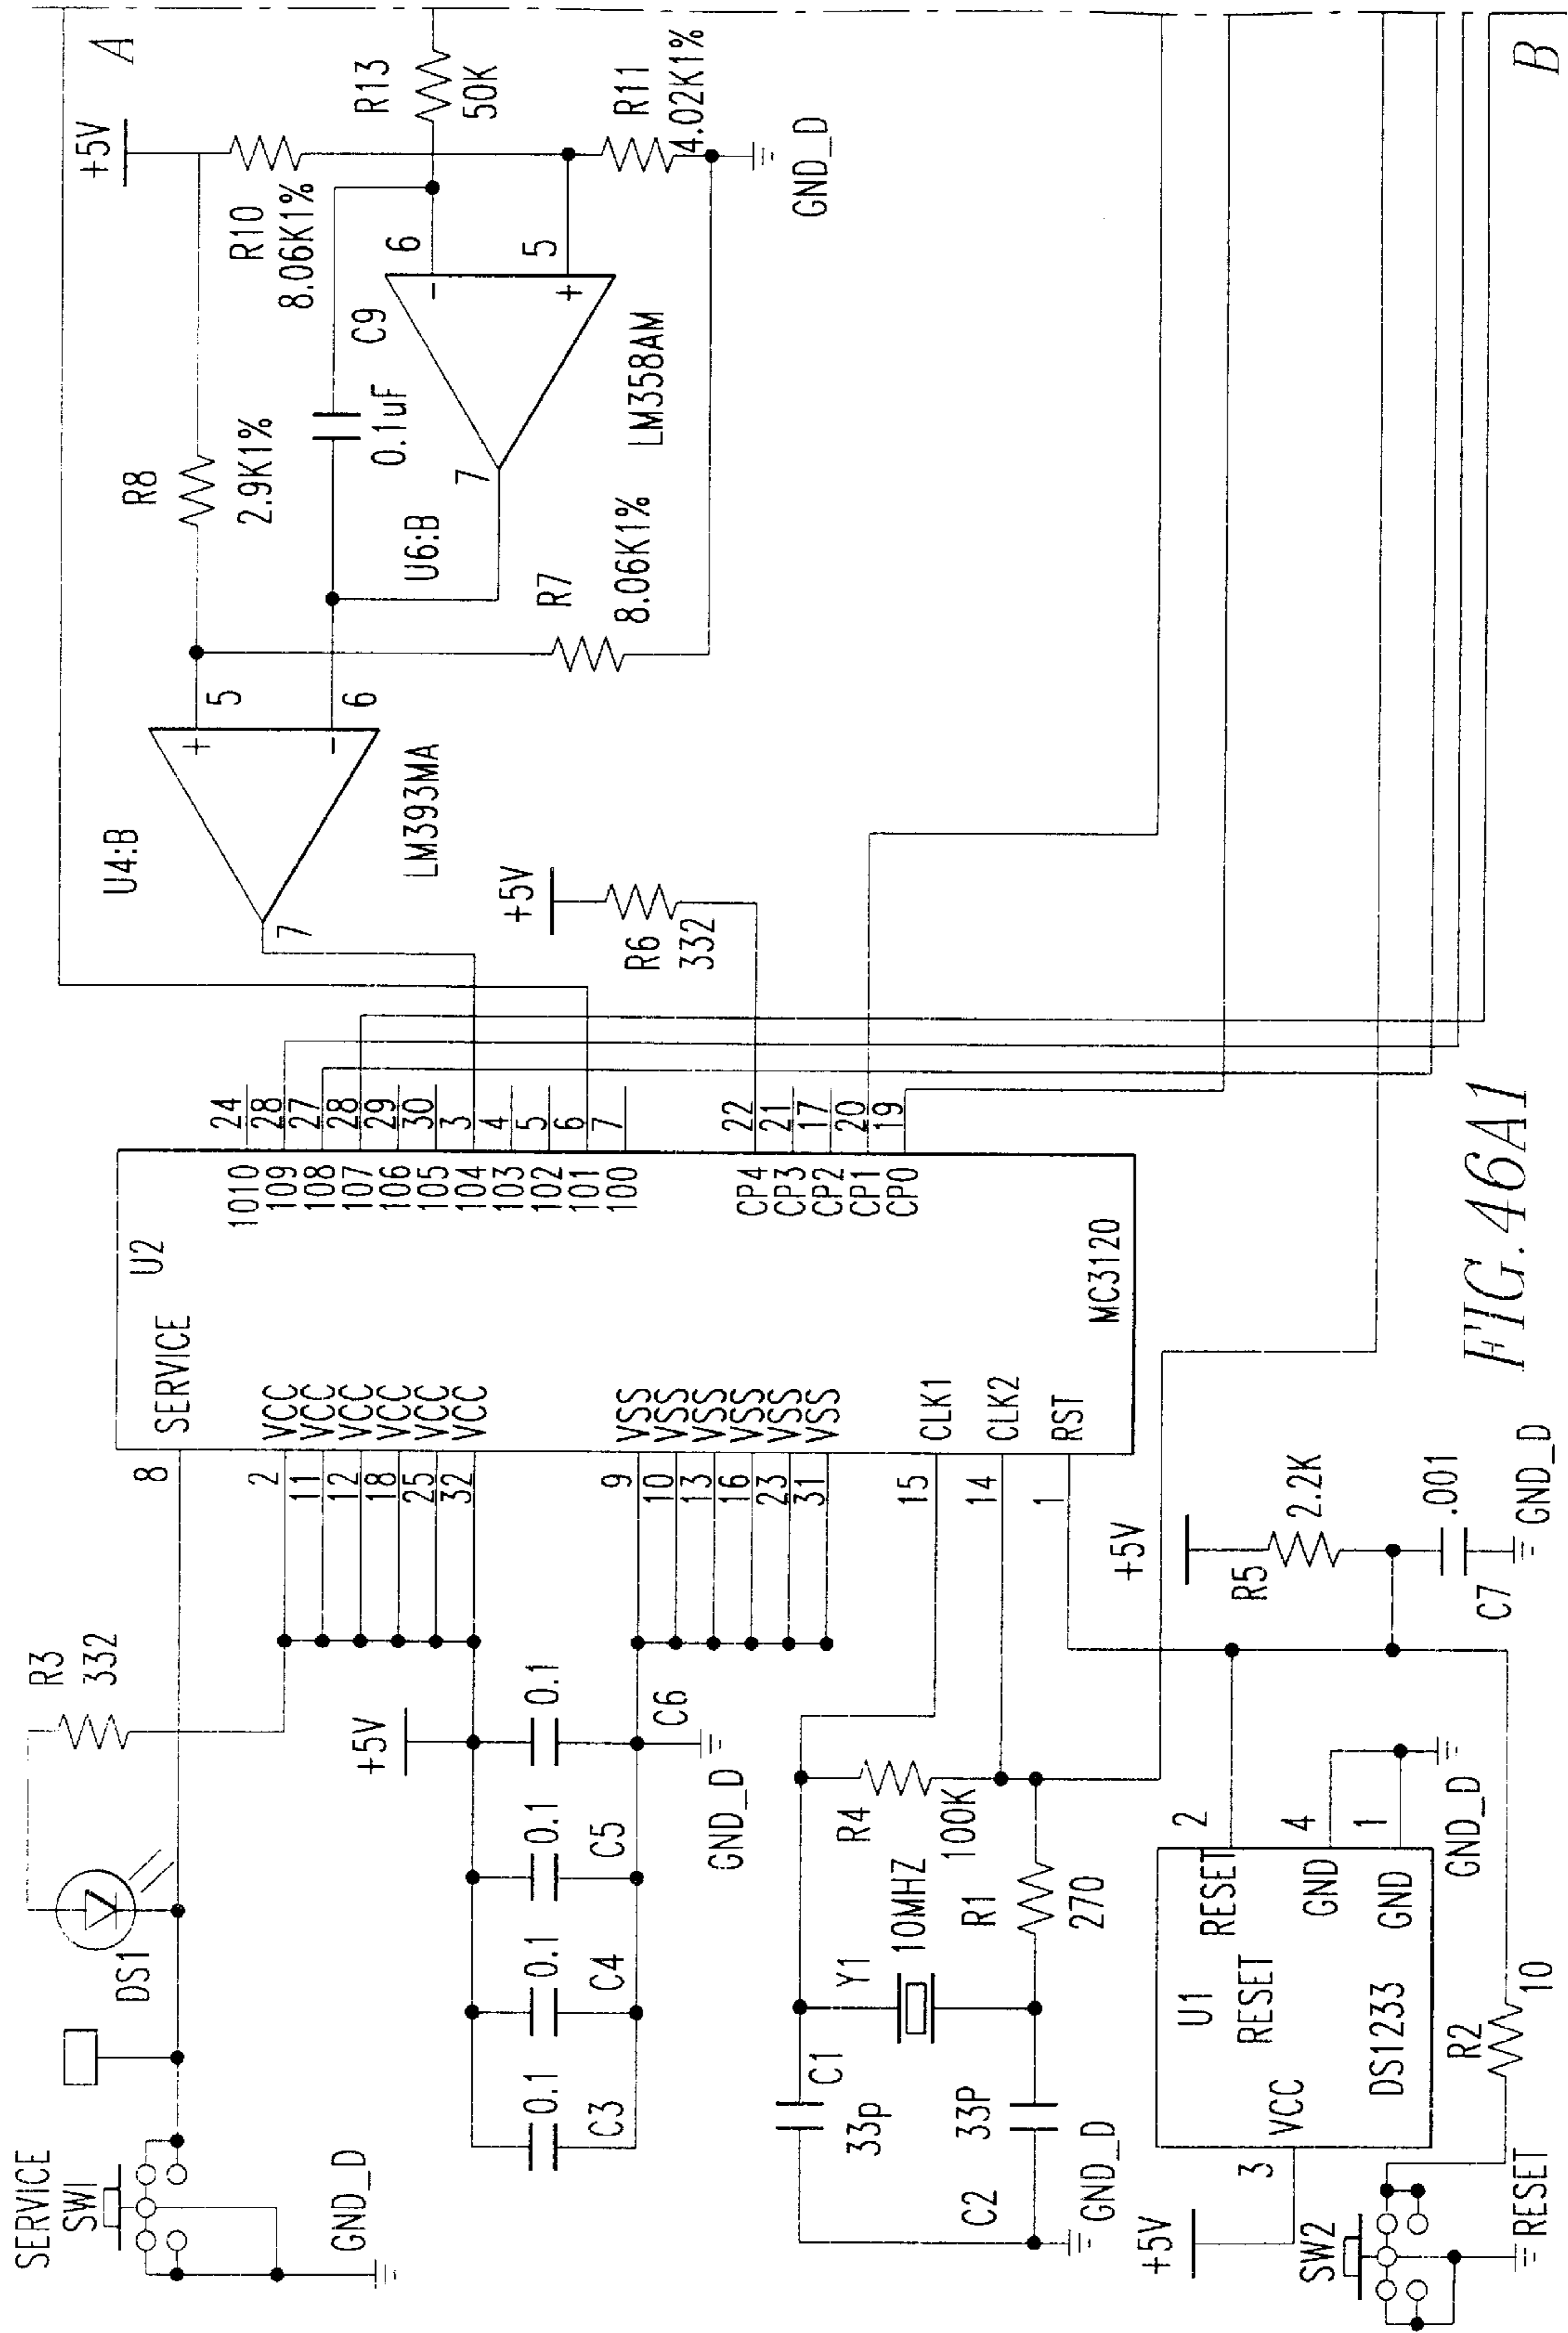 SERVICE
SW1
GND_D
DS1
R3
332
8
SERVICE
U2
2 VCC
11 VCC
12 VCC
18 VCC
25 VCC
32 VCC
9 VSS
10 VSS
13 VSS
16 VSS
23 VSS
31 VSS
15 CLK1
14 CLK2
1 RST
MC3120
1010 24
109 28
108 27
107 28
106 29
105 30
104 3
103 4
102 5
101 6
100 7
CP4 22
CP3 21
CP2 17
CP1 20
CP0 19
+5V
0.1
C3
0.1
C4
0.1
C5
0.1
C6
GND_D
C1
33p
Y1
10MHZ
R4
100K
R1
270
33P
C2
GND_D
+5V
3
VCC
U1
RESET
RESET
2
GND 4
GND 1
DS1233
GND_D
R2
10
SW2
RESET
+5V
R5
2.2K
.001
C7
GND_D
U4:B
7
+
5
-
6
LM393MA
+5V
R6
332
R8
2.9K1%
0.1uF
C9
U6:B
7
-
6
+
5
LM358AM
R7
8.06K1%
+5V
R10
8.06K1%
R13
50K
R11
4.02K1%
GND_D
A
B
FIG.46A1